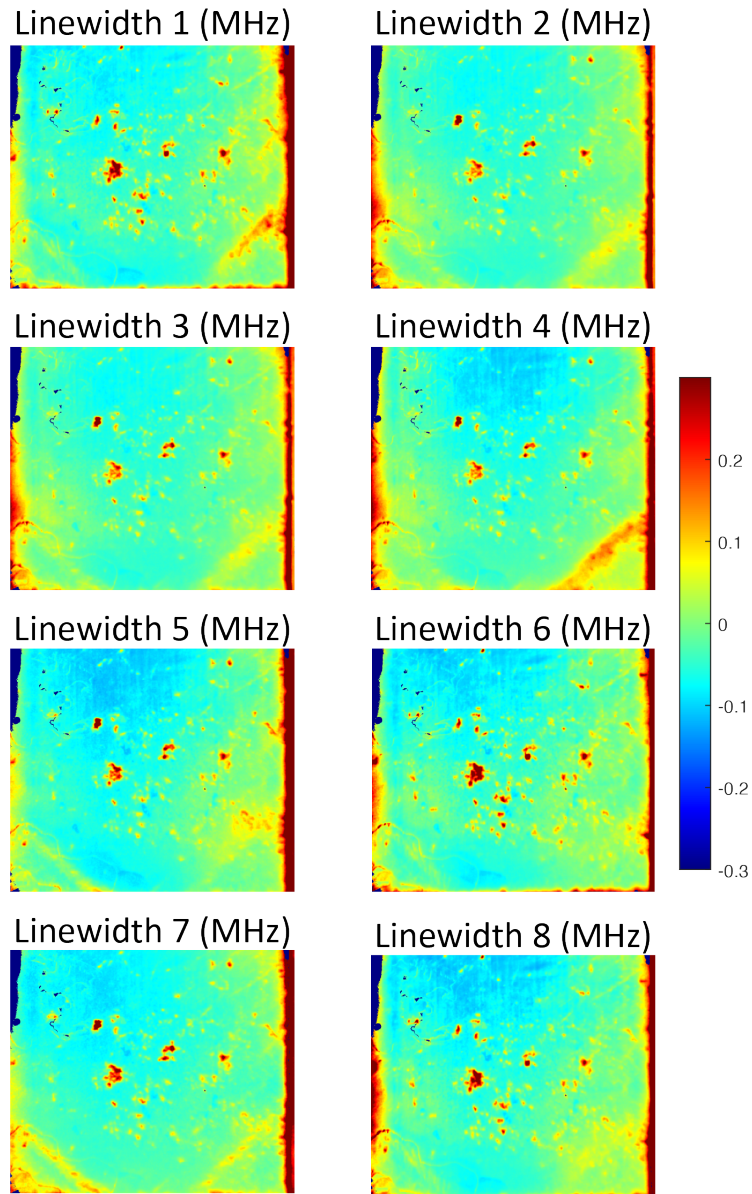 Linewidth 1 (MHz)
Linewidth 2 (MHz)
Linewidth 3 (MHz)
Linewidth 4 (MHz)
0.2
0.1
0
-0.1
-0.2
-0.3
Linewidth 5 (MHz)
Linewidth 6 (MHz)
Linewidth 7 (MHz)
Linewidth 8 (MHz)